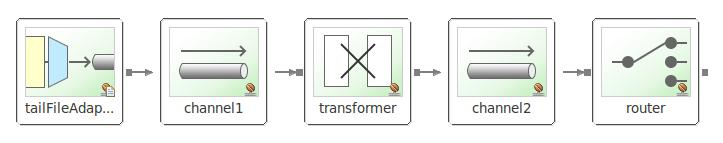 tailFileAdap...
channel1
transformer
channel2
router